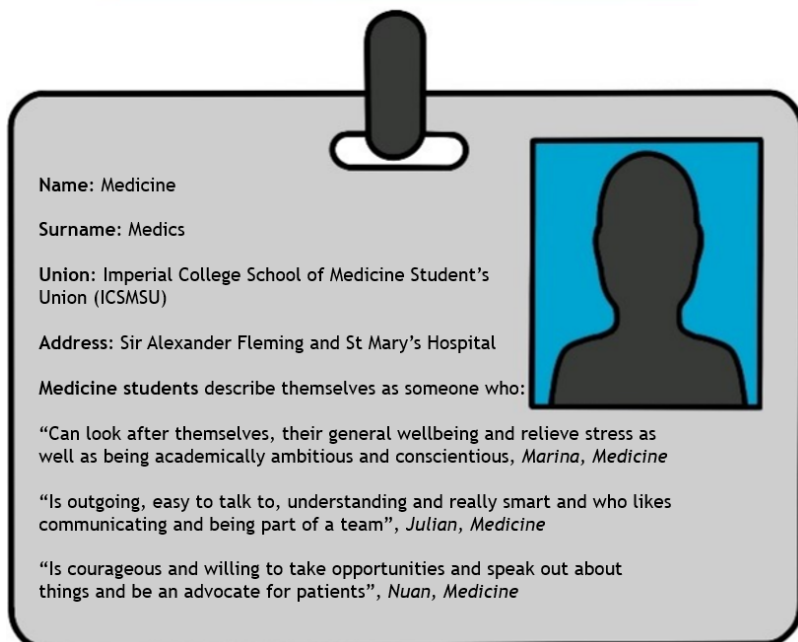 Name: Medicine
Surname: Medics
Union: Imperial College School of Medicine Student’s
Union (ICSMSU)
Address: Sir Alexander Fleming and St Mary’s Hospital
Medicine students describe themselves as someone who:
“Can look after themselves, their general wellbeing and relieve stress as
well as being academically ambitious and conscientious, Marina, Medicine
“Is outgoing, easy to talk to, understanding and really smart and who likes
communicating and being part of a team”, Julian, Medicine
“Is courageous and willing to take opportunities and speak out about
things and be an advocate for patients”, Nuan, Medicine